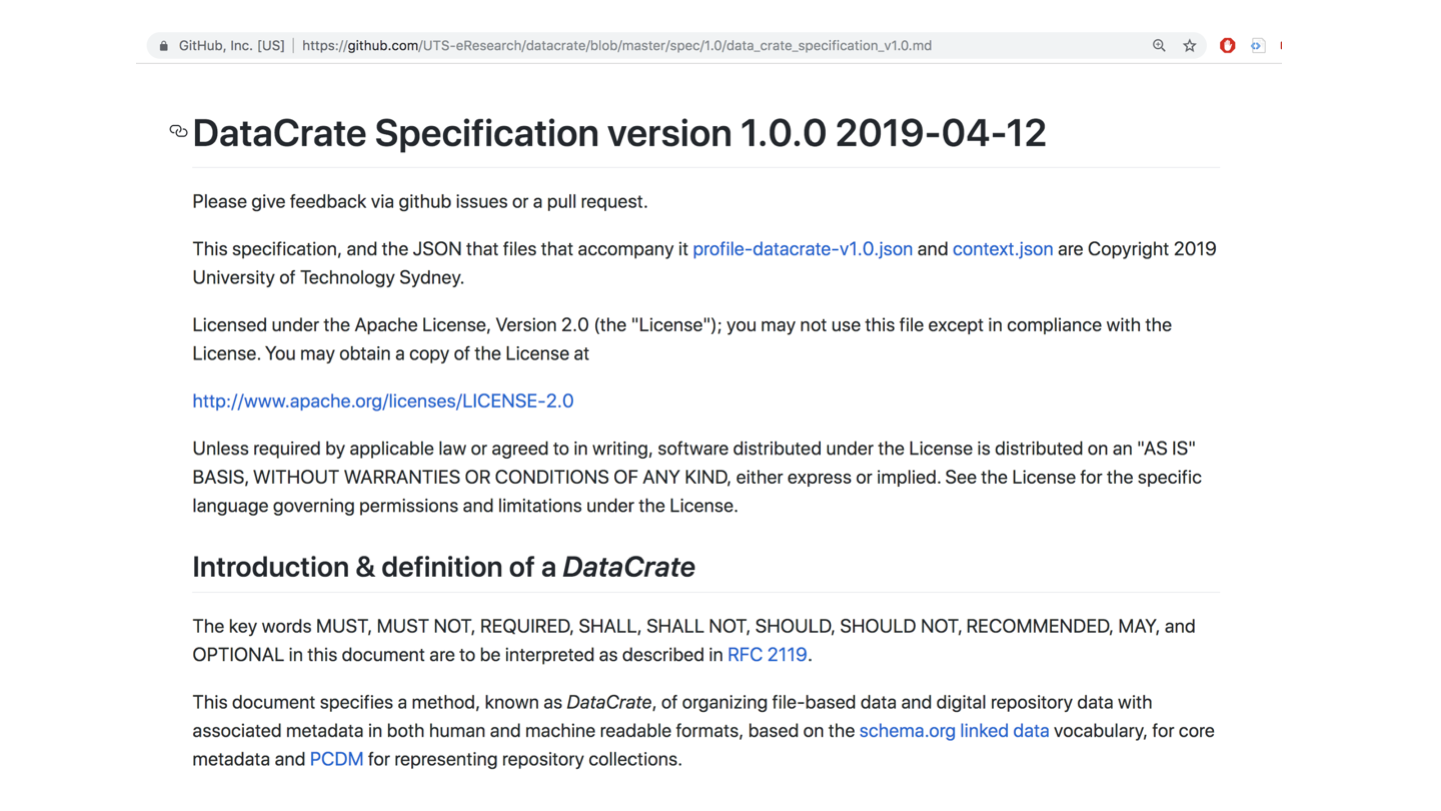 GitHub, Inc. [US] | https://github.com/UTS-eResearch/datacrate/blob/master/spec/1.0/data_crate_specification_v1.0.md
DataCrate Specification version 1.0.0 2019-04-12
Please give feedback via github issues or a pull request.
This specification, and the JSON that files that accompany it profile-datacrate-v1.0.json and context.json are Copyright 2019
University of Technology Sydney.
Licensed under the Apache License, Version 2.0 (the "License"); you may not use this file except in compliance with the
License. You may obtain a copy of the License at
http://www.apache.org/licenses/LICENSE-2.0
Unless required by applicable law or agreed to in writing, software distributed under the License is distributed on an "AS IS"
BASIS, WITHOUT WARRANTIES OR CONDITIONS OF ANY KIND, either express or implied. See the License for the specific
language governing permissions and limitations under the License.
Introduction & definition of a DataCrate
The key words MUST, MUST NOT, REQUIRED, SHALL, SHALL NOT, SHOULD, SHOULD NOT, RECOMMENDED, MAY, and
OPTIONAL in this document are to be interpreted as described in RFC 2119.
This document specifies a method, known as DataCrate, of organizing file-based data and digital repository data with
associated metadata in both human and machine readable formats, based on the schema.org linked data vocabulary, for core
metadata and PCDM for representing repository collections.